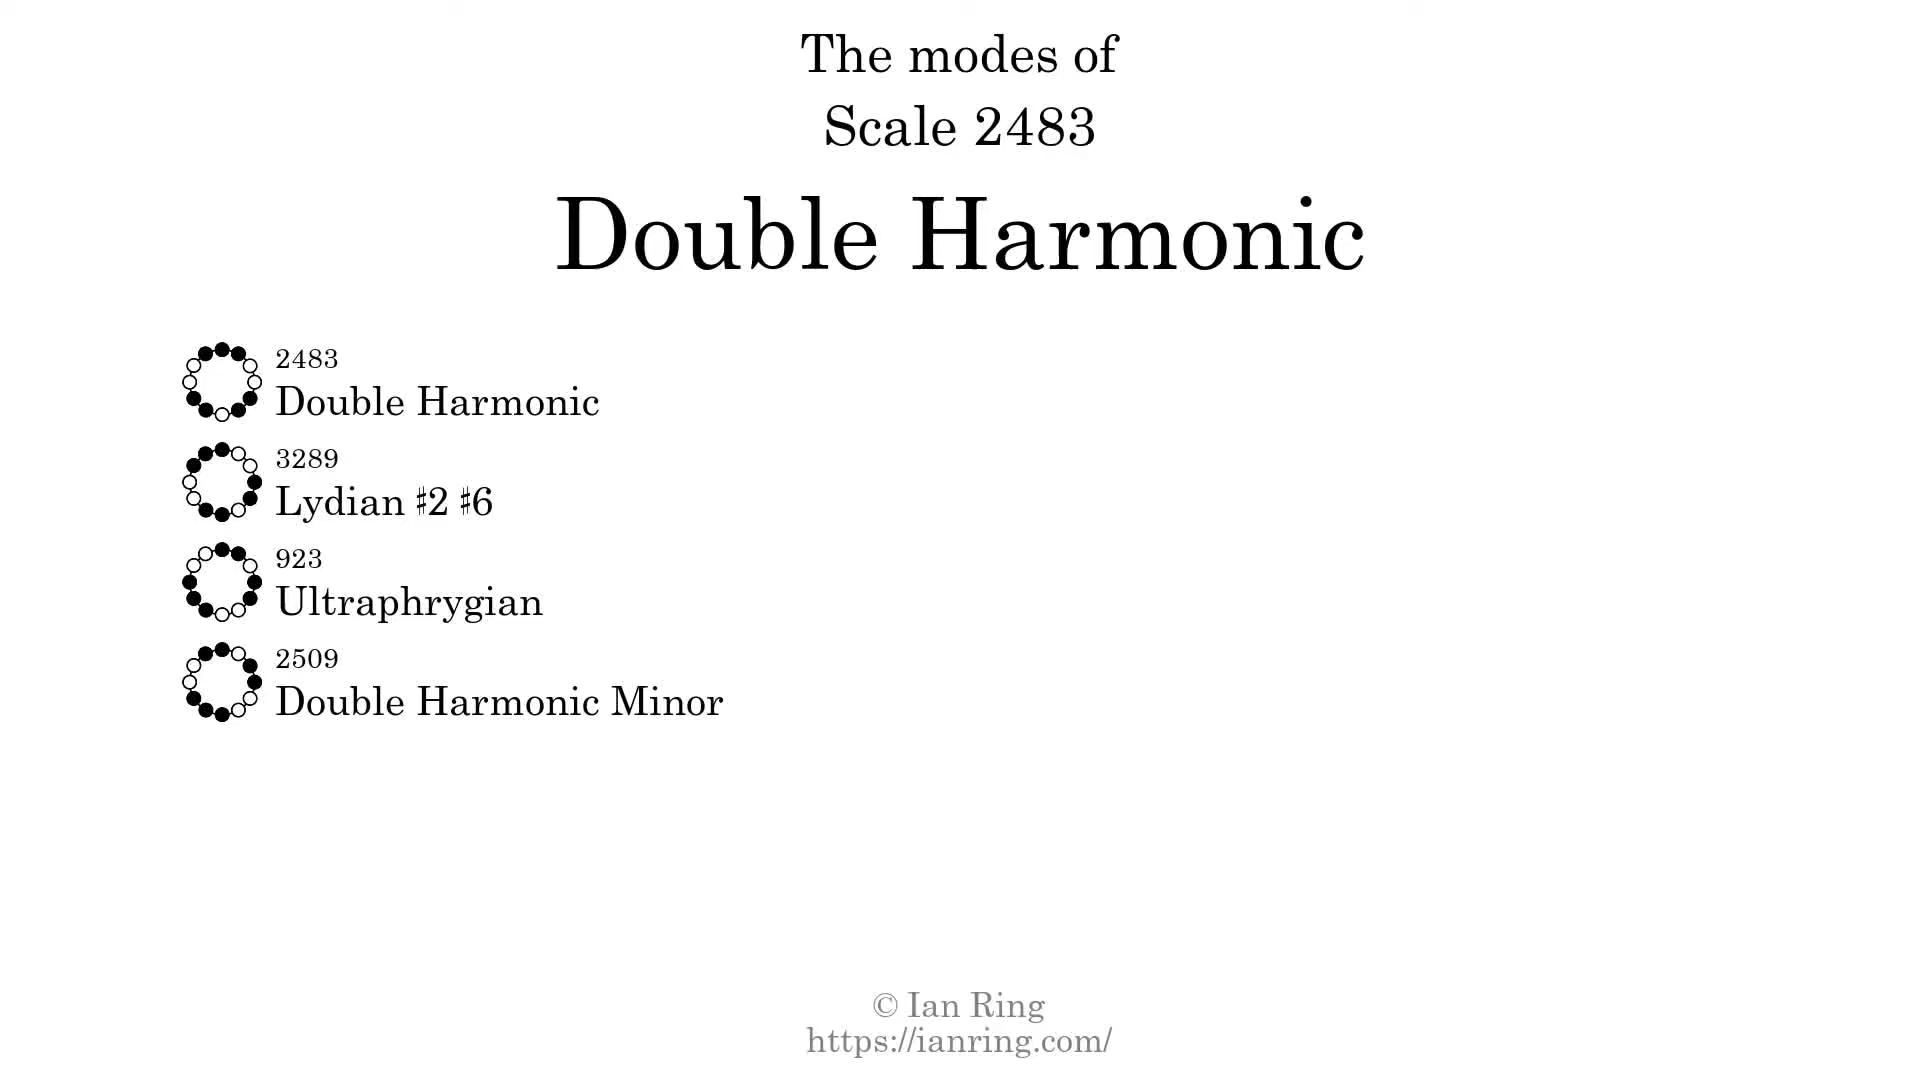 The modes of
Scale 2483
Double Harmonic
2483
Double Harmonic
3289
Lydian ♯2 ♯6
923
Ultraphrygian
2509
Double Harmonic Minor
© Ian Ring
https://ianring.com/